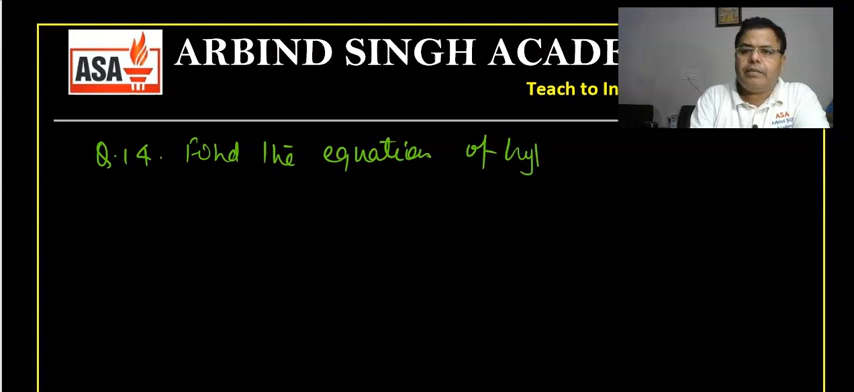 ASA
ARBIND SINGH ACADE
Teach to In
Q.14. Find the equation of hyp
ASA